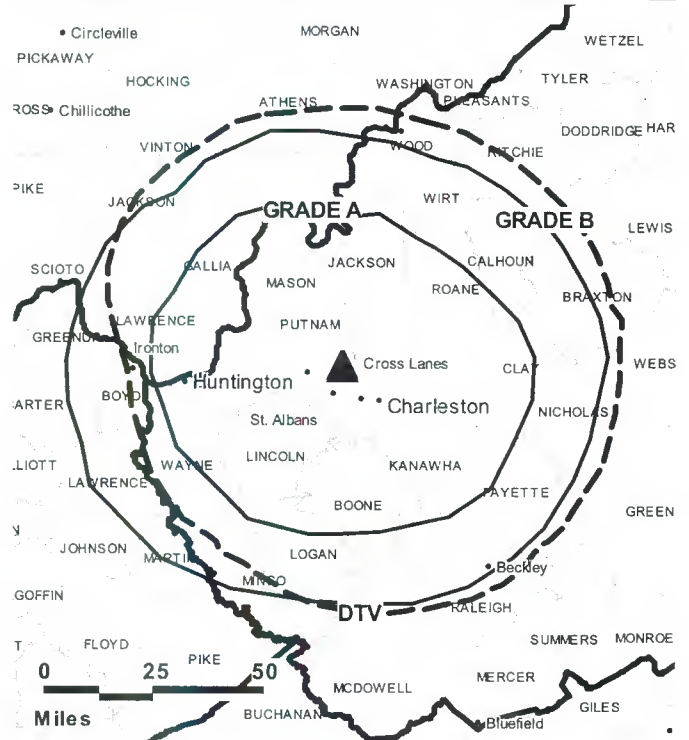 Circleville
MORGAN
WETZEL
PICKAWAY
HOCKING
WASHINGTON
TYLER
ROSS
Chillicothe
ATHENS
PLEASANTS
DODDRIDGE
HAR
VINTON
WOOD
RITCHIE
PIKE
JACKSON
WIRT
GRADE A
GRADE B
LEWIS
SCIOTO
GALLIA
JACKSON
CALHOUN
MASON
ROANE
BRAXTON
LAWRENCE
PUTNAM
GREENU
Ironton
Cross Lanes
CLAY
WEBS
Huntington
BOYD
ARTER
Charleston
NICHOLAS
St. Albans
LINCOLN
LLIOTT
WAYNE
KANAWHA
LAWRENCE
FAYETTE
BOONE
GREEN
JOHNSON
MARTIN
LOGAN
Beckley
MINGO
GOFFIN
DTV
RALEIGH
T
FLOYD
PIKE
SUMMERS
MONROE
0 25 50
MCDOWELL
MERCER
Miles
BUCHANAN
GILES
Bluefield